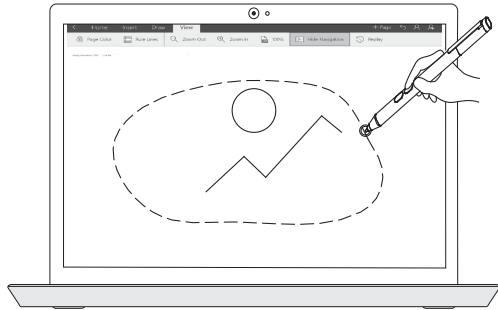 Home Insert Draw View + Page
Page Color Rule Lines Zoom Out Zoom In 100% Hide Navigation Replay